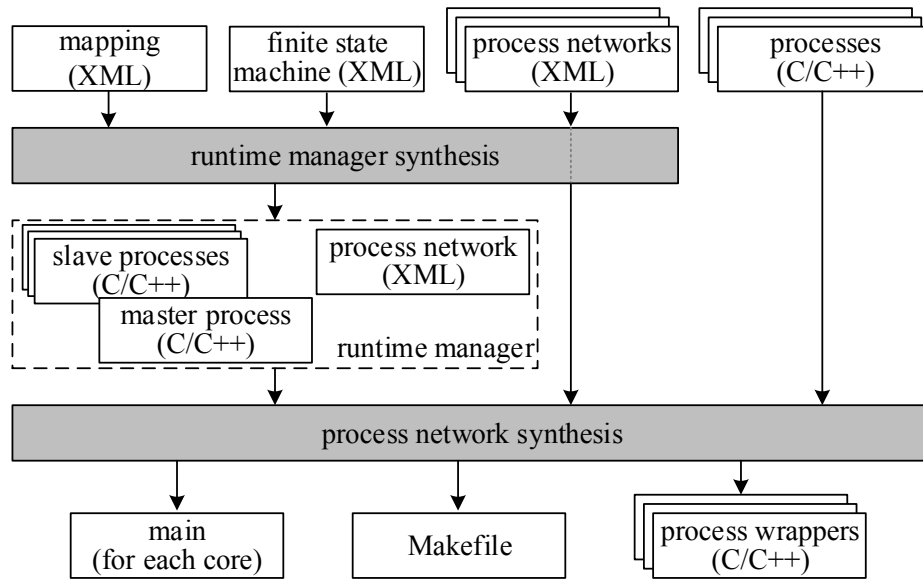 mapping
(XML)
finite state
machine (XML)
process networks
(XML)
processes
(C/C++)
runtime manager synthesis
slave processes
(C/C++)
process network
(XML)
master process
(C/C++)
runtime manager
process network synthesis
main
(for each core)
Makefile
process wrappers
(C/C++)